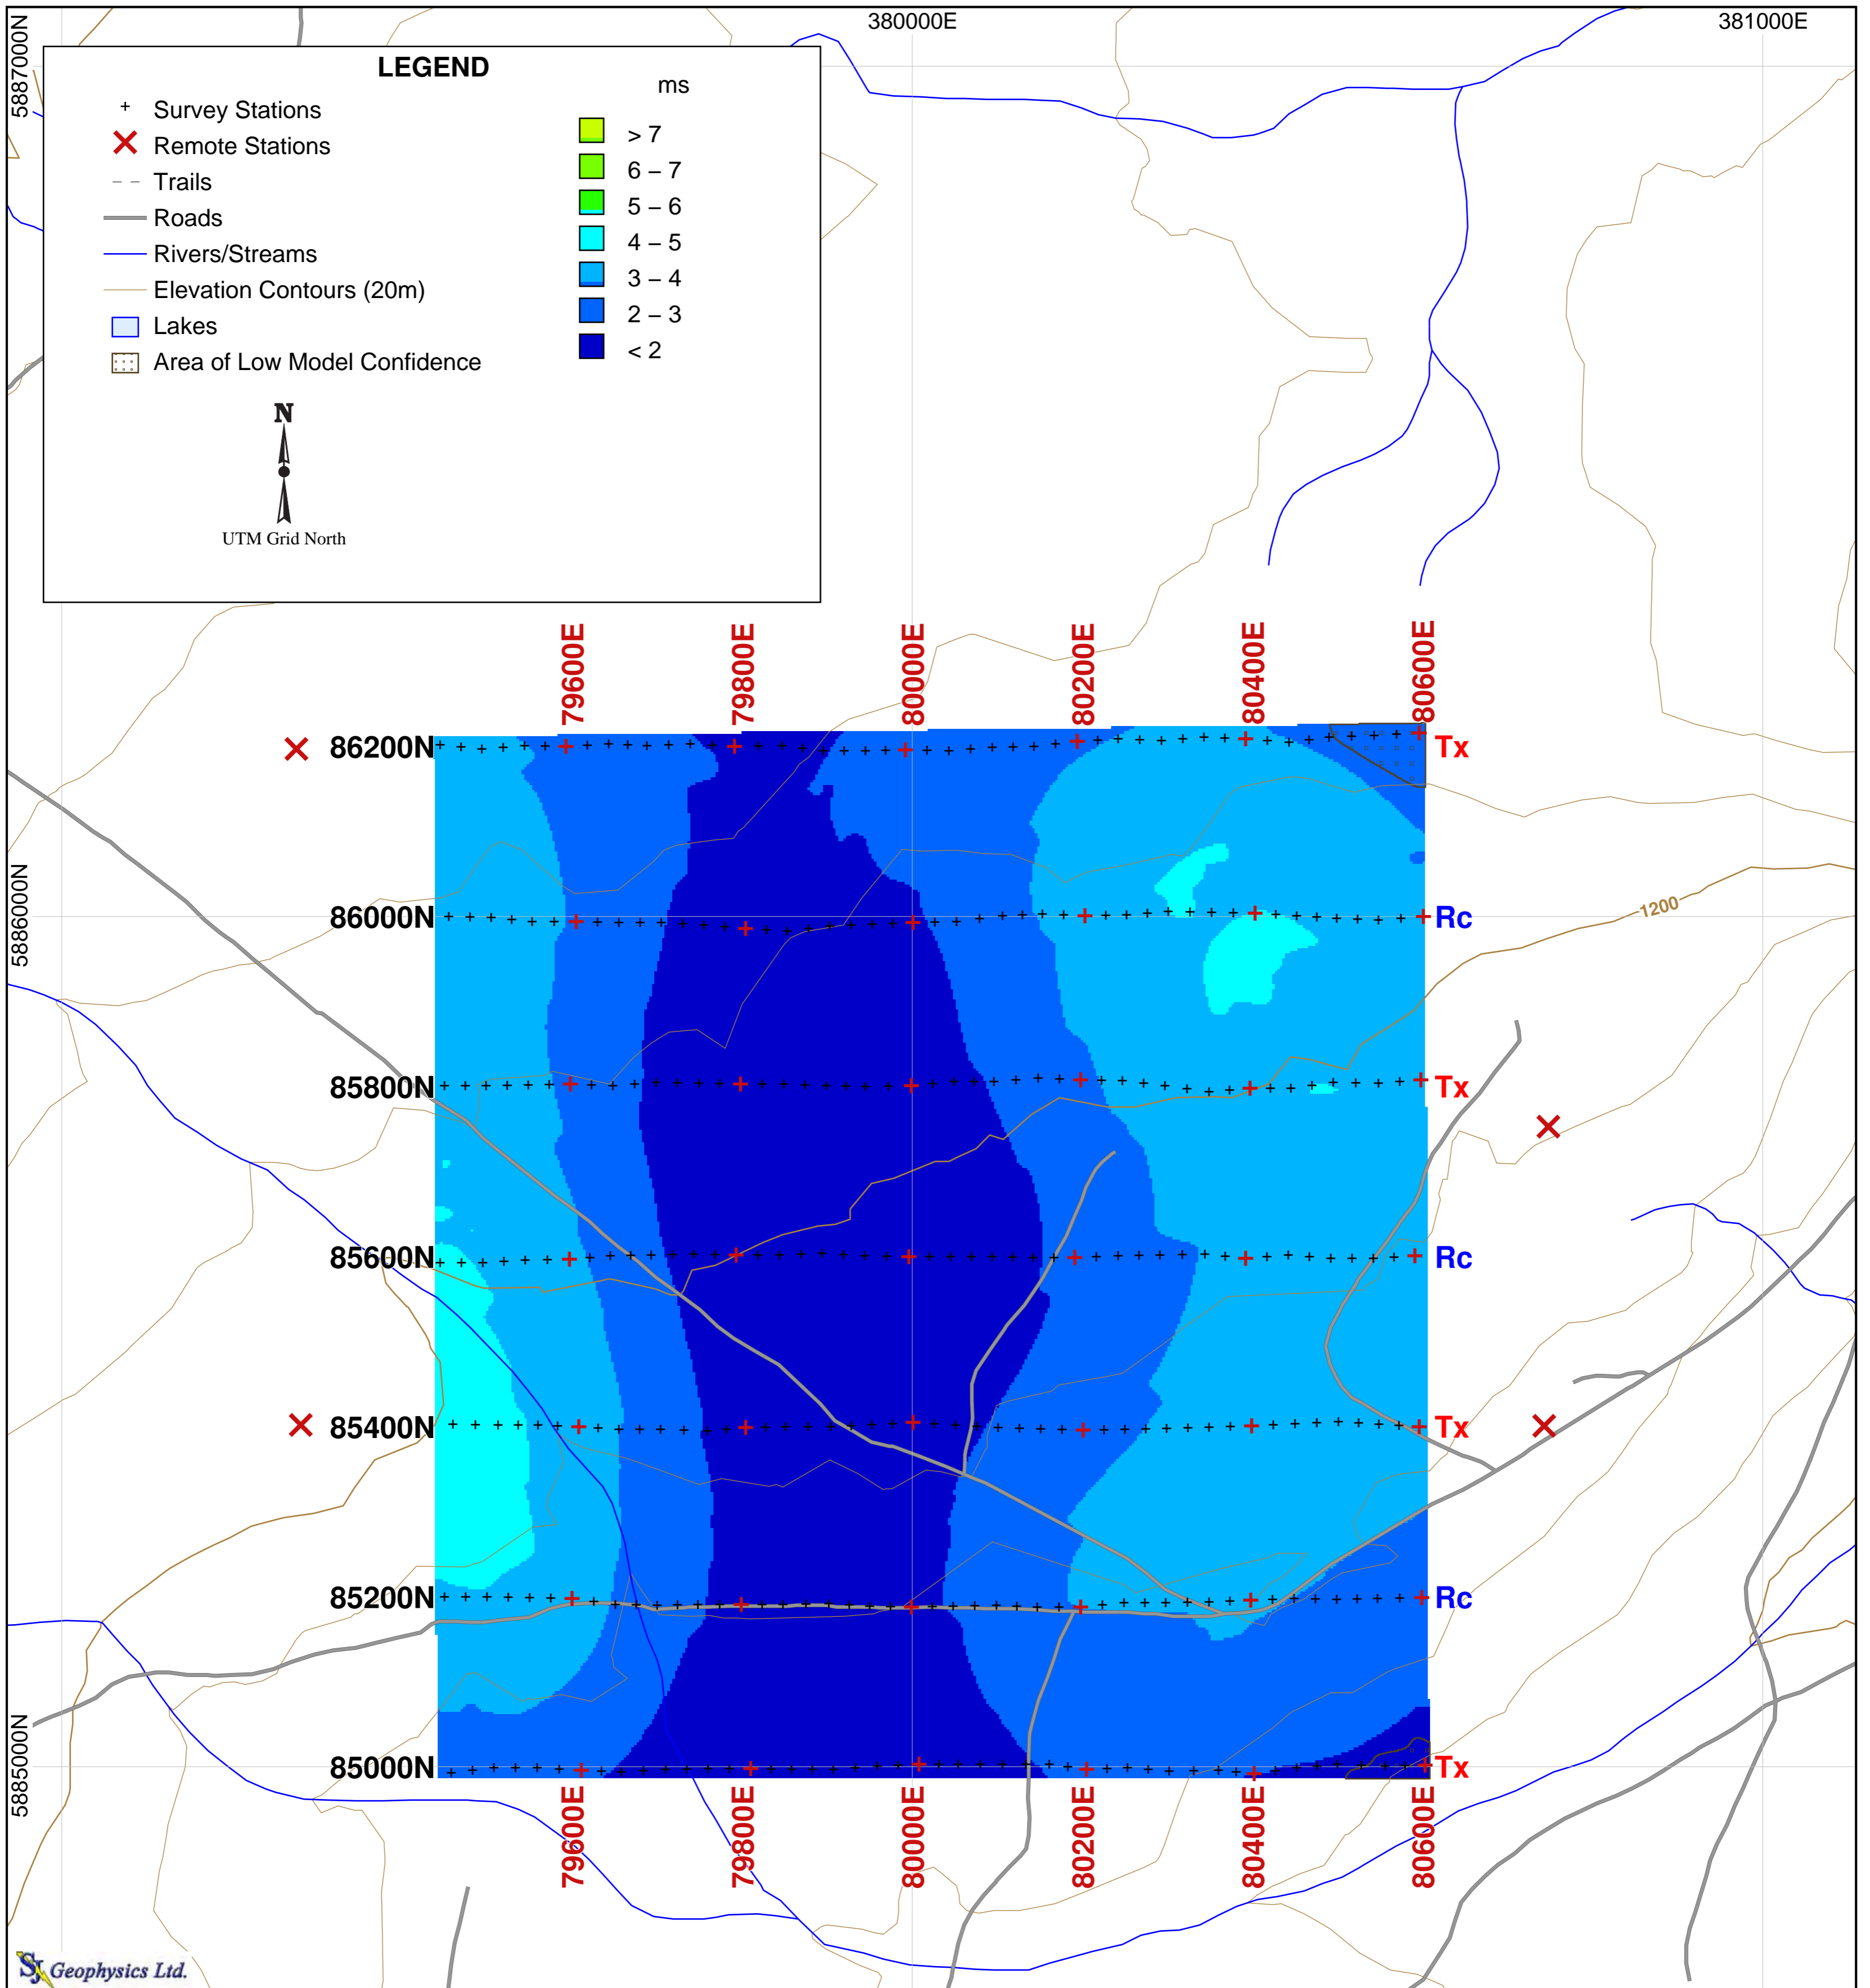 380000E
381000E
5887000N
LEGEND
ms
Survey Stations
Remote Stations
Trails
Roads
Rivers/Streams
Elevation Contours (20m)
Lakes
Area of Low Model Confidence
> 7
6 – 7
5 – 6
4 – 5
3 – 4
2 – 3
< 2
N
UTM Grid North
79600E
79800E
80000E
80200E
80400E
80600E
86200N
Tx
5886000N
86000N
Rc
1200
85800N
Tx
85600N
Rc
85400N
Tx
85200N
Rc
5885000N
85000N
Tx
79600E
79800E
80000E
80200E
80400E
80600E
SJ Geophysics Ltd.